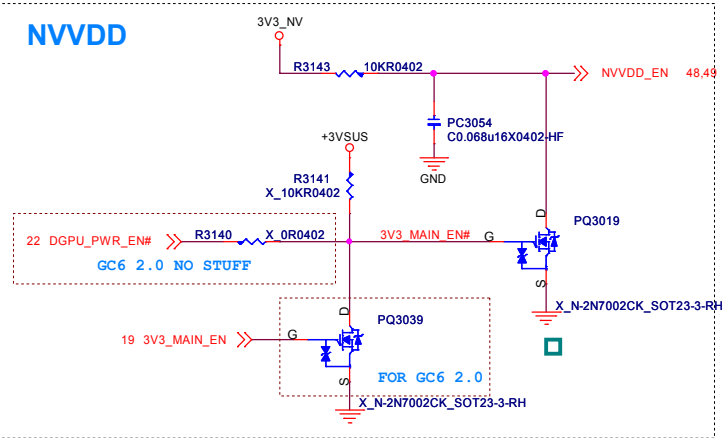 NVVDD
3V3_NV
R3143 10KR0402
NVVDD_EN 48,49
PC3054
C0.068u16X0402-HF
GND
+3VSUS
R3141
X_10KR0402
D
PQ3019
22 DGPU_PWR_EN# R3140 X_0R0402 3V3_MAIN_EN# G
GC6 2.0 NO STUFF
S
X_N-2N7002CK_SOT23-3-RH
D
PQ3039
19 3V3_MAIN_EN G
S
FOR GC6 2.0
X_N-2N7002CK_SOT23-3-RH